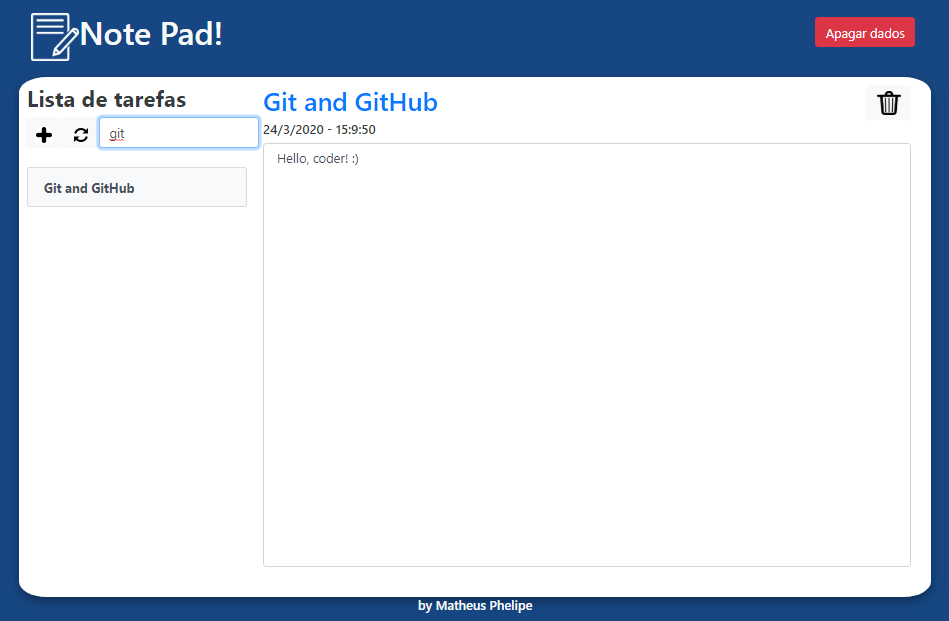 Note Pad!
Apagar dados
Lista de tarefas
git
Git and GitHub
Git and GitHub
24/3/2020 - 15:9:50
Hello, coder! :)
by Matheus Phelipe